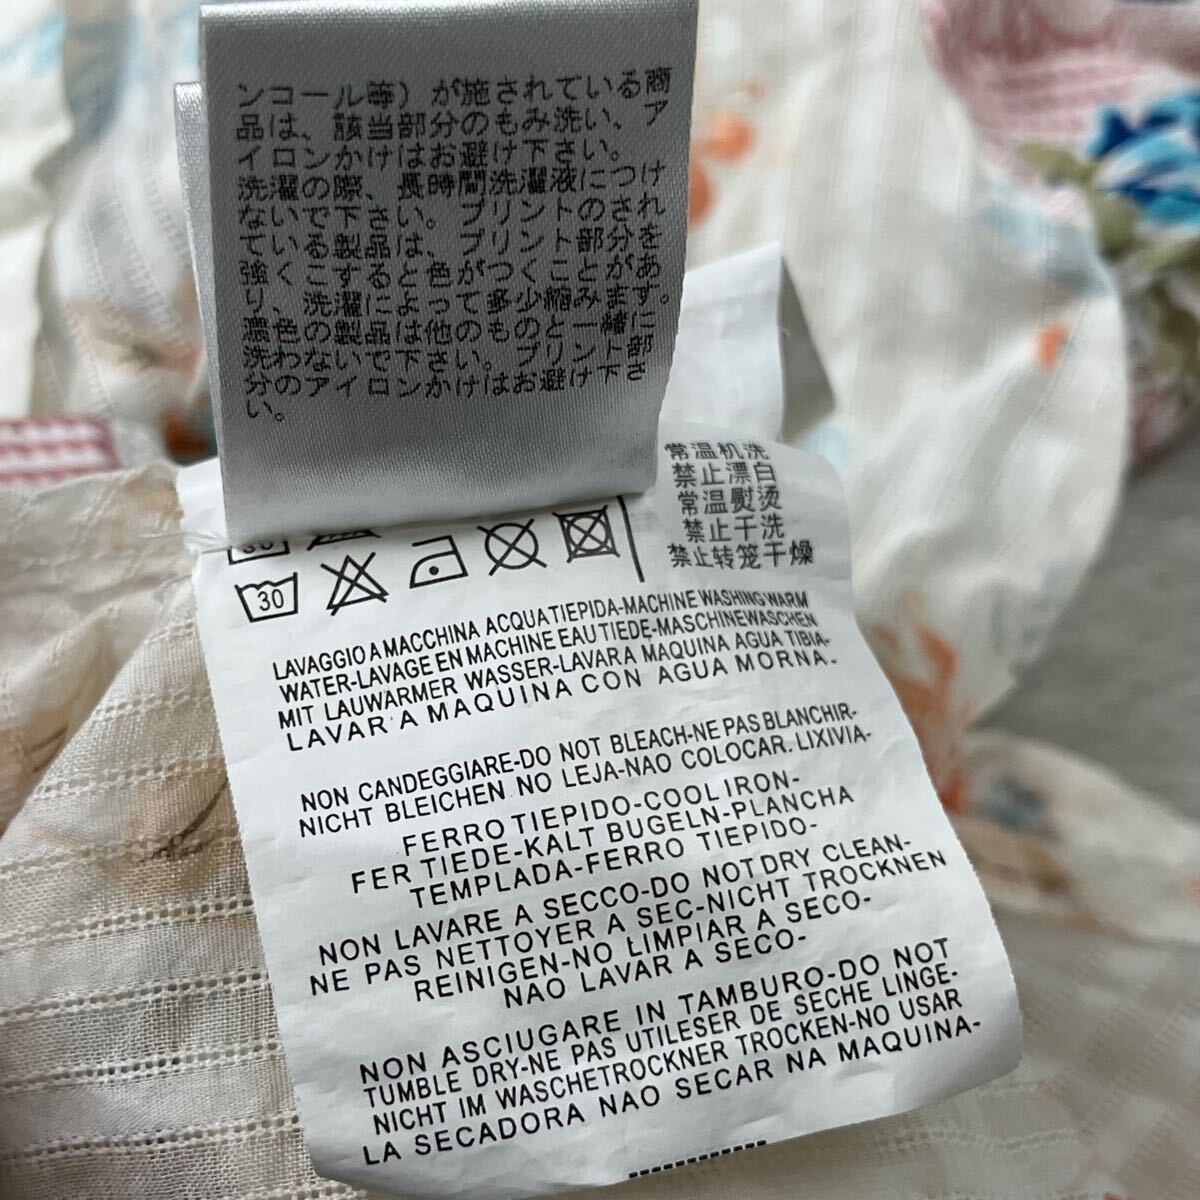 ンコール等）が施されている商
品は、該当部分のもみ洗い、ア
イロンかけはお避け下さい。
洗濯の際、長時間洗濯液につけ
ないで下さい。プリントのされ
ている製品は、プリント部分を
強くこすると色がつくことがあ
り、洗濯によって多少縮みます。
濃色の製品は他のものと一緒に
洗わないで下さい。プリント部
分のアイロンかけはお避け下さ
い。
常温机洗
禁止漂白
常温熨烫
禁止干洗
禁止转笼干燥
30
30
LAVAGGIO A MACCHINA ACQUA TIEPIDA-MACHINE WASHING WARM
WATER-LAVAGE EN MACHINE EAU TIEDE-MASCHINEWASCHEN
MIT LAUWARMER WASSER-LAVARA MAQUINA AGUA TIBIA-
LAVAR A MAQUINA CON AGUA MORNA-
NON CANDEGGIARE-DO NOT BLEACH-NE PAS BLANCHIR-
NICHT BLEICHEN NO LEJA-NAO COLOCAR. LIXIVIA-
FERRO TIEPIDO-COOL IRON-
FER TIEDE-KALT BUGELN-PLANCHA
TEMPLADA-FERRO TIEPIDO-
NON LAVARE A SECCO-DO NOT DRY CLEAN-
NE PAS NETTOYER A SEC-NICHT TROCKNEN
REINIGEN-NO LIMPIAR A SECO-
NAO LAVAR A SECO-
NON ASCIUGARE IN TAMBURO-DO NOT
TUMBLE DRY-NE PAS UTILESER DE SECHE LINGE-
NICHT IM WASCHETROCKNER TROCKEN-NO USAR
LA SECADORA NAO SECAR NA MAQUINA-